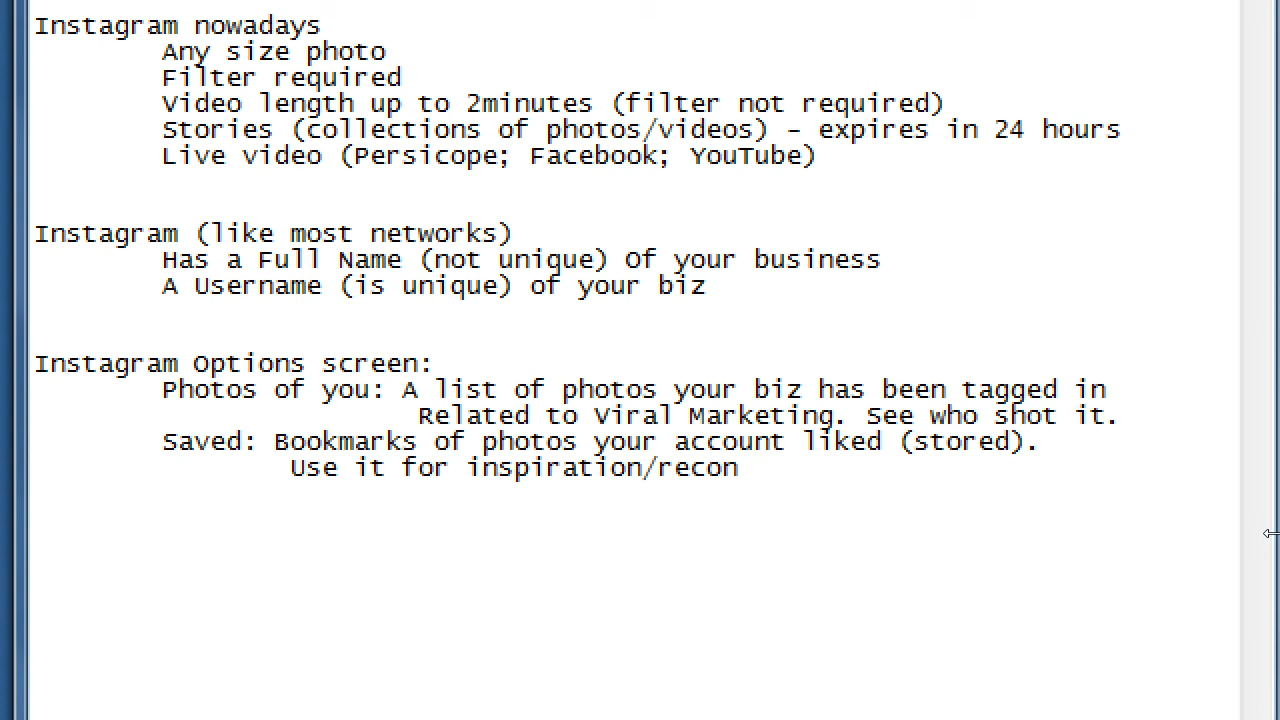 Instagram nowadays
Any size photo
Filter required
Video length up to 2minutes (filter not required)
Stories (collections of photos/videos) – expires in 24 hours
Live video (Persicope; Facebook; YouTube)
Instagram (like most networks)
Has a Full Name (not unique) Of your business
A Username (is unique) of your biz
Instagram Options screen:
Photos of you: A list of photos your biz has been tagged in
Related to Viral Marketing. See who shot it.
Saved: Bookmarks of photos your account liked (stored).
Use it for inspiration/recon